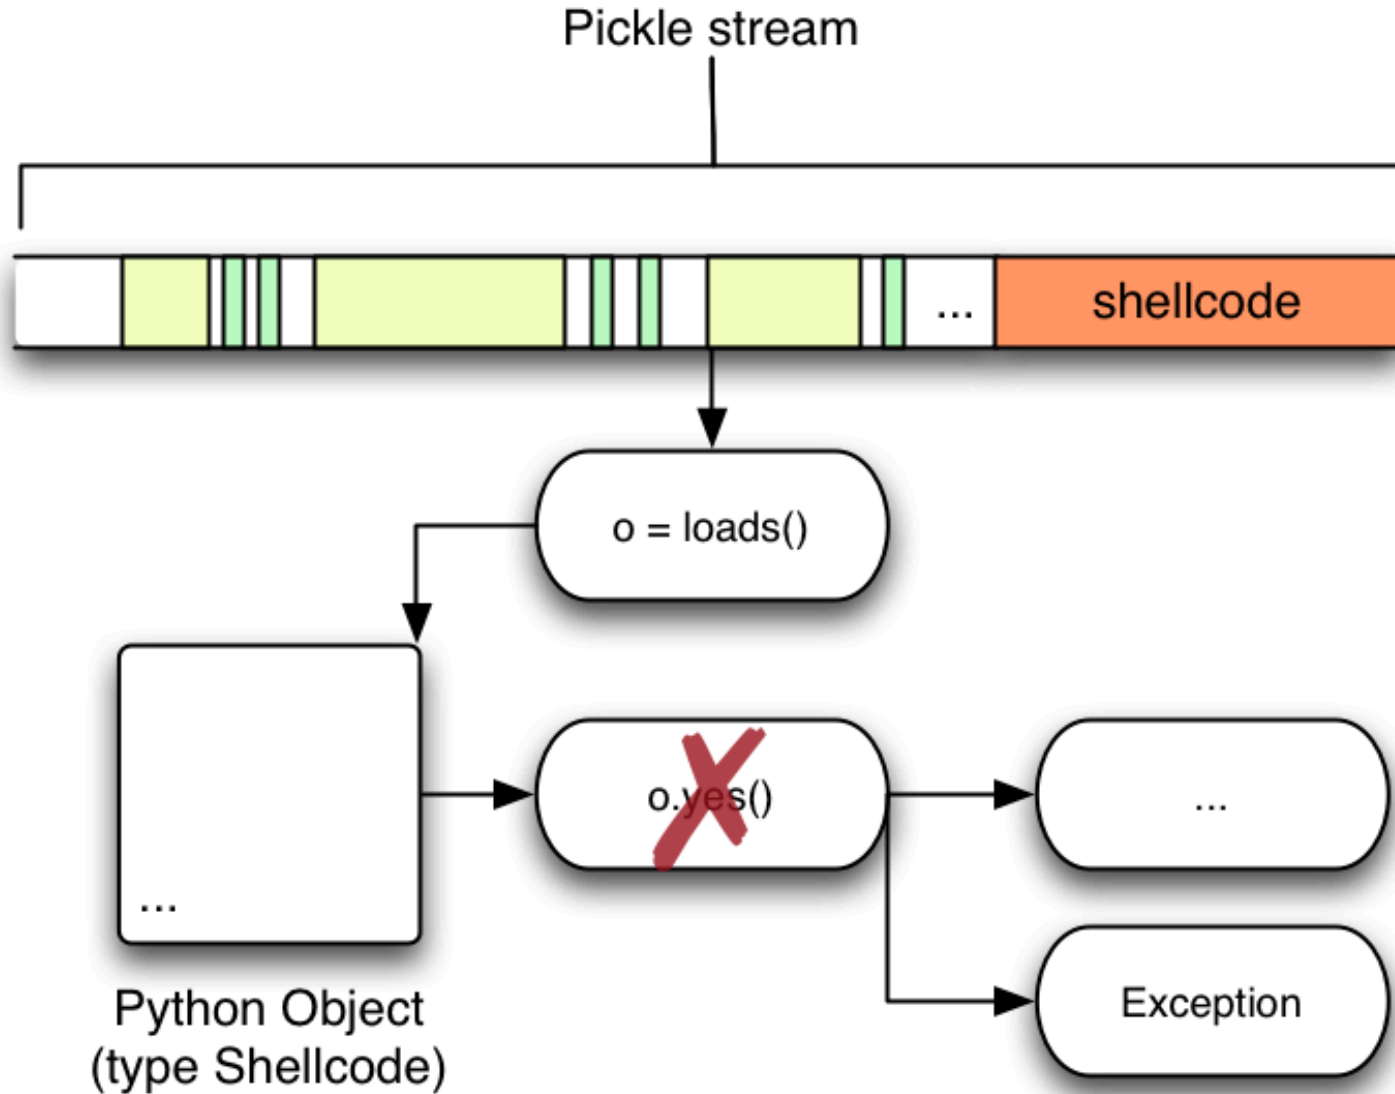 Pickle stream
...
shellcode
o = loads()
o.yes()
...
...
Exception
Python Object
(type Shellcode)